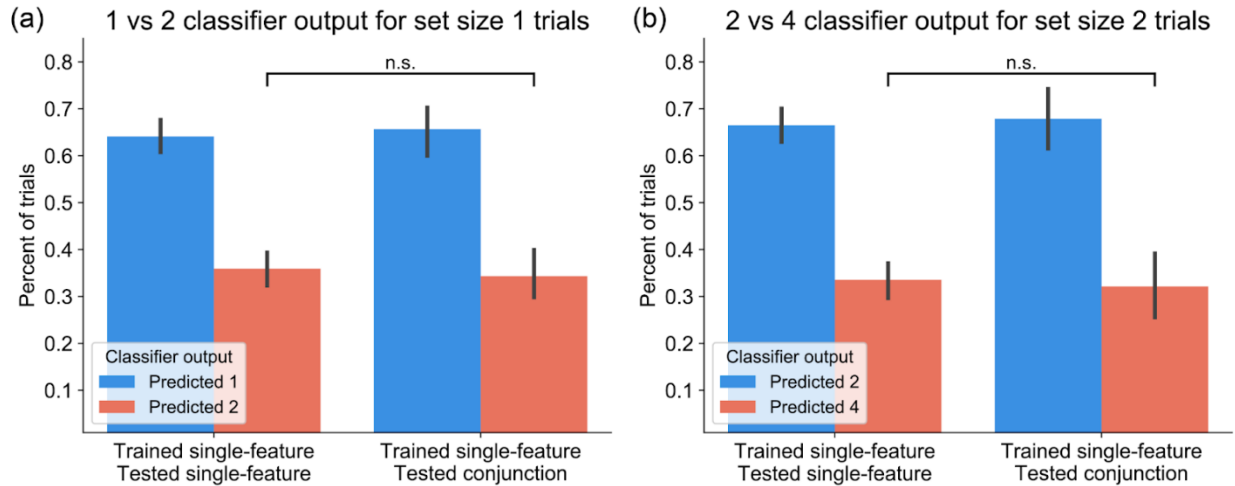 (a)
1 vs 2 classifier output for set size 1 trials
Percent of trials
0.8
0.7
0.6
0.5
0.4
0.3
0.2
0.1
n.s.
Classifier output
Predicted 1
Predicted 2
Trained single-feature
Tested single-feature
Trained single-feature
Tested conjunction
(b)
2 vs 4 classifier output for set size 2 trials
Percent of trials
0.8
0.7
0.6
0.5
0.4
0.3
0.2
0.1
n.s.
Classifier output
Predicted 2
Predicted 4
Trained single-feature
Tested single-feature
Trained single-feature
Tested conjunction